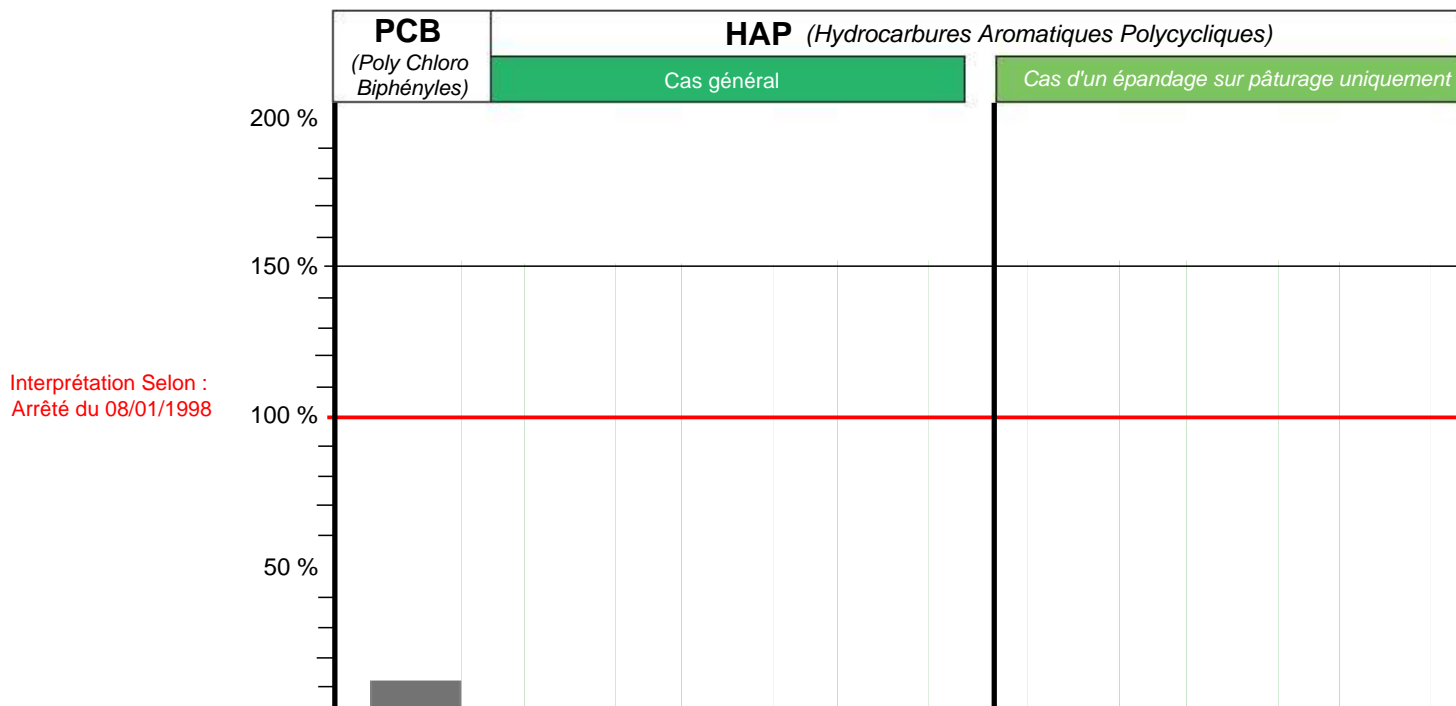 PCB
(Poly Chloro
Biphényles)
HAP (Hydrocarbures Aromatiques Polycycliques)
Cas général
Cas d'un épandage sur pâturage uniquement
200 %
150 %
Interprétation Selon :
Arrêté du 08/01/1998
100 %
50 %